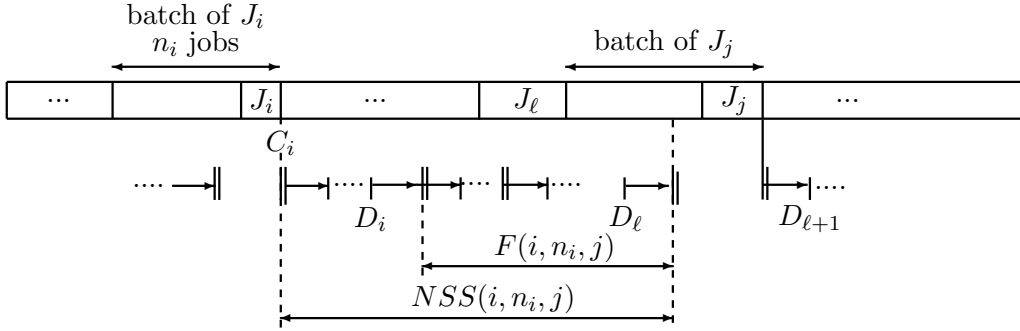 batch of J_i
n_i jobs
batch of J_j
... J_i ... J_ℓ J_j ...
C_i
.... .... .... .... ....
D_i D_ℓ D_{ℓ+1}
F(i, n_i, j)
NSS(i, n_i, j)